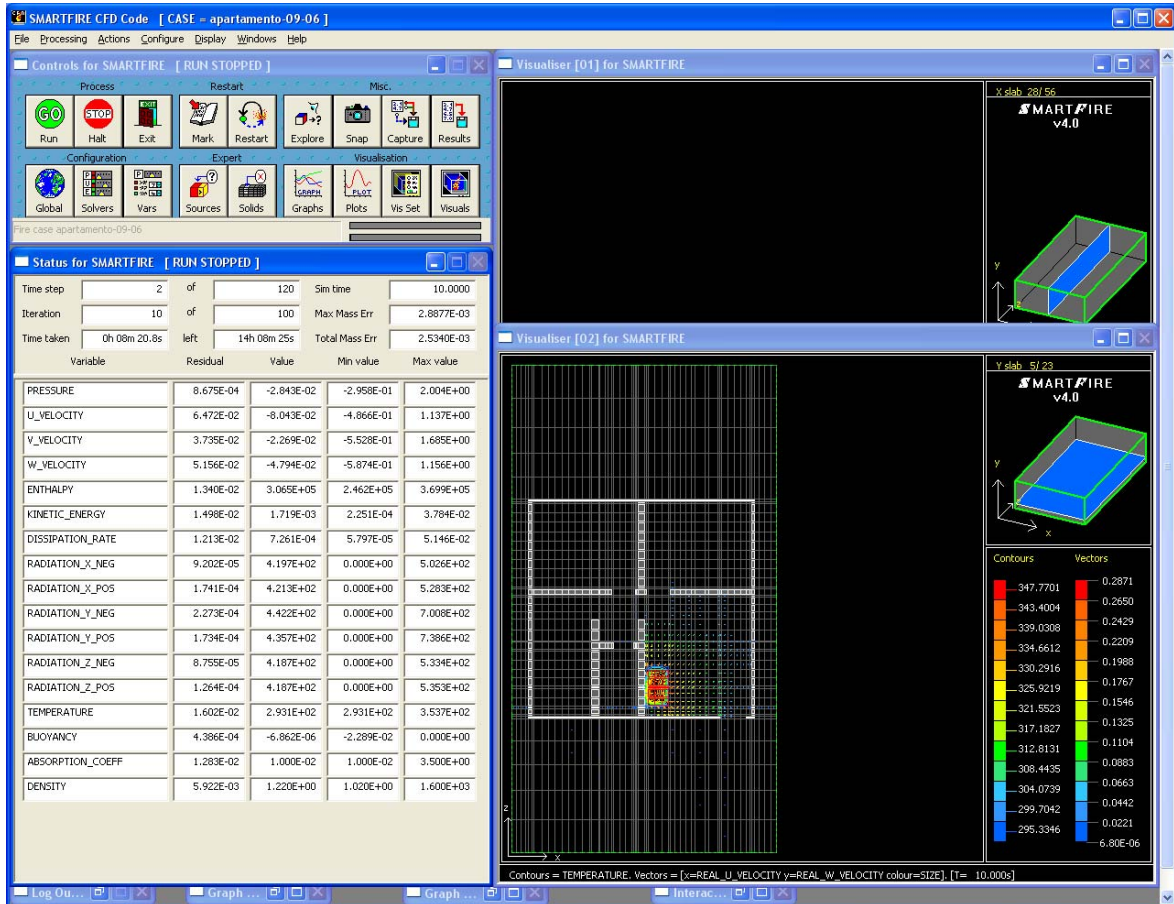 SMARTFIRE CFD Code [ CASE = apartamento-09-06 ]
File Processing Actions Configure Display Windows Help
Controls for SMARTFIRE [ RUN STOPPED ]
Process Restart Misc.
GO STOP EXIT
Run Halt Exit Mark Restart Explore Snap Capture Results
Configuration Expert Visualisation
GRAPH PLOT
Global Solvers Vars Sources Solids Graphs Plots Vis Set Visuals
Fire case apartamento-09-06
Status for SMARTFIRE [ RUN STOPPED ]
Time step 2 of 120 Sim time 10.0000
Iteration 10 of 100 Max Mass Err 2.8877E-03
Time taken 0h 08m 20.8s left 14h 08m 25s Total Mass Err 2.5340E-03
Variable Residual Value Min value Max value
PRESSURE 8.675E-04 -2.843E-02 -2.958E-01 2.004E+00
U_VELOCITY 6.472E-02 -8.043E-02 -4.866E-01 1.137E+00
V_VELOCITY 3.735E-02 -2.269E-02 -5.528E-01 1.685E+00
W_VELOCITY 5.156E-02 -4.794E-02 -5.874E-01 1.156E+00
ENTHALPY 1.340E-02 3.065E+05 2.462E+05 3.699E+05
KINETIC_ENERGY 1.498E-02 1.719E-03 2.251E-04 3.784E-02
DISSIPATION_RATE 1.213E-02 7.261E-04 5.797E-05 5.146E-02
RADIATION_X_NEG 9.202E-05 4.197E+02 0.000E+00 5.026E+02
RADIATION_X_POS 1.741E-04 4.213E+02 0.000E+00 5.283E+02
RADIATION_Y_NEG 2.273E-04 4.422E+02 0.000E+00 7.008E+02
RADIATION_Y_POS 1.734E-04 4.357E+02 0.000E+00 7.386E+02
RADIATION_Z_NEG 8.755E-05 4.187E+02 0.000E+00 5.334E+02
RADIATION_Z_POS 1.264E-04 4.187E+02 0.000E+00 5.353E+02
TEMPERATURE 1.602E-02 2.931E+02 2.931E+02 3.537E+02
BUOYANCY 4.386E-04 -6.862E-06 -2.289E-02 0.000E+00
ABSORPTION_COEFF 1.283E-02 1.000E-02 1.000E-02 3.500E+00
DENSITY 5.922E-03 1.220E+00 1.020E+00 1.600E+03
Visualiser [01] for SMARTFIRE
X slab 28/56
SMARTFIRE
v4.0
y
Visualiser [02] for SMARTFIRE
Y slab 5/23
SMARTFIRE
v4.0
y
x
Contours Vectors
347.7701 0.2871
343.4004 0.2650
339.0308 0.2429
334.6612 0.2209
330.2916 0.1988
325.9219 0.1767
321.5523 0.1546
317.1827 0.1325
312.8131 0.1104
308.4435 0.0883
304.0739 0.0663
299.7042 0.0442
295.3346 0.0221
6.80E-06
z
x
Contours = TEMPERATURE. Vectors = [x=REAL_U_VELOCITY y=REAL_W_VELOCITY colour=SIZE]. [T= 10.000s]
Log Ou... Graph ... Graph ... Interac...